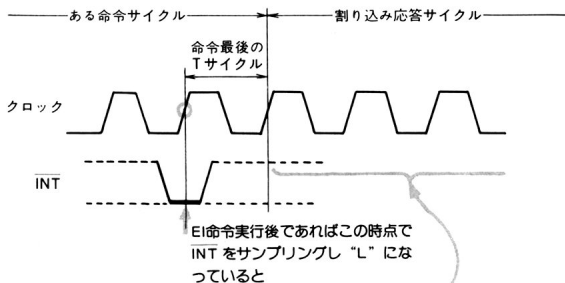 ある命令サイクル
割り込み応答サイクル
命令最後の
Tサイクル
クロック
INT
EI命令実行後であればこの時点で
INTをサンプリングし“L”にな
っていると